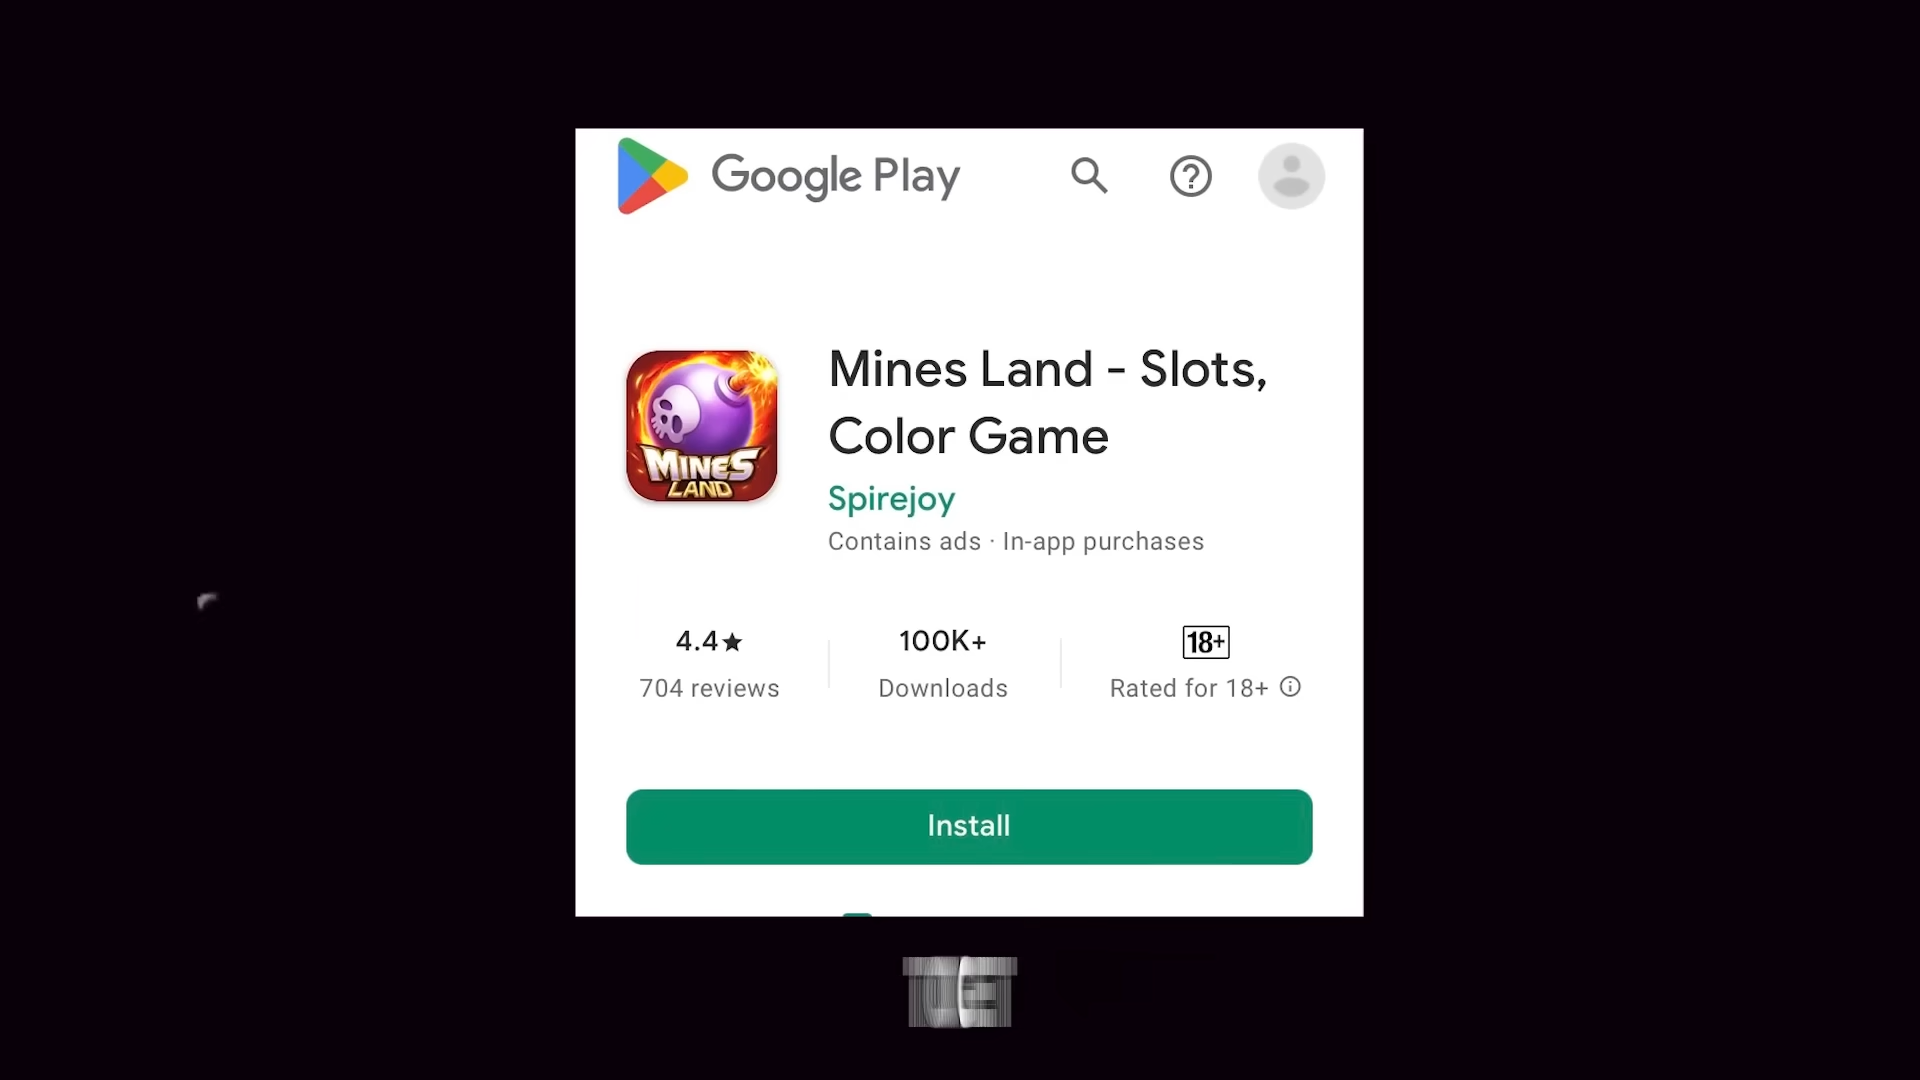 Google Play
Mines Land - Slots,
Color Game
Spirejoy
Contains ads · In-app purchases
MINES
LAND
4.4★
100K+
18+
704 reviews
Downloads
Rated for 18+
Install